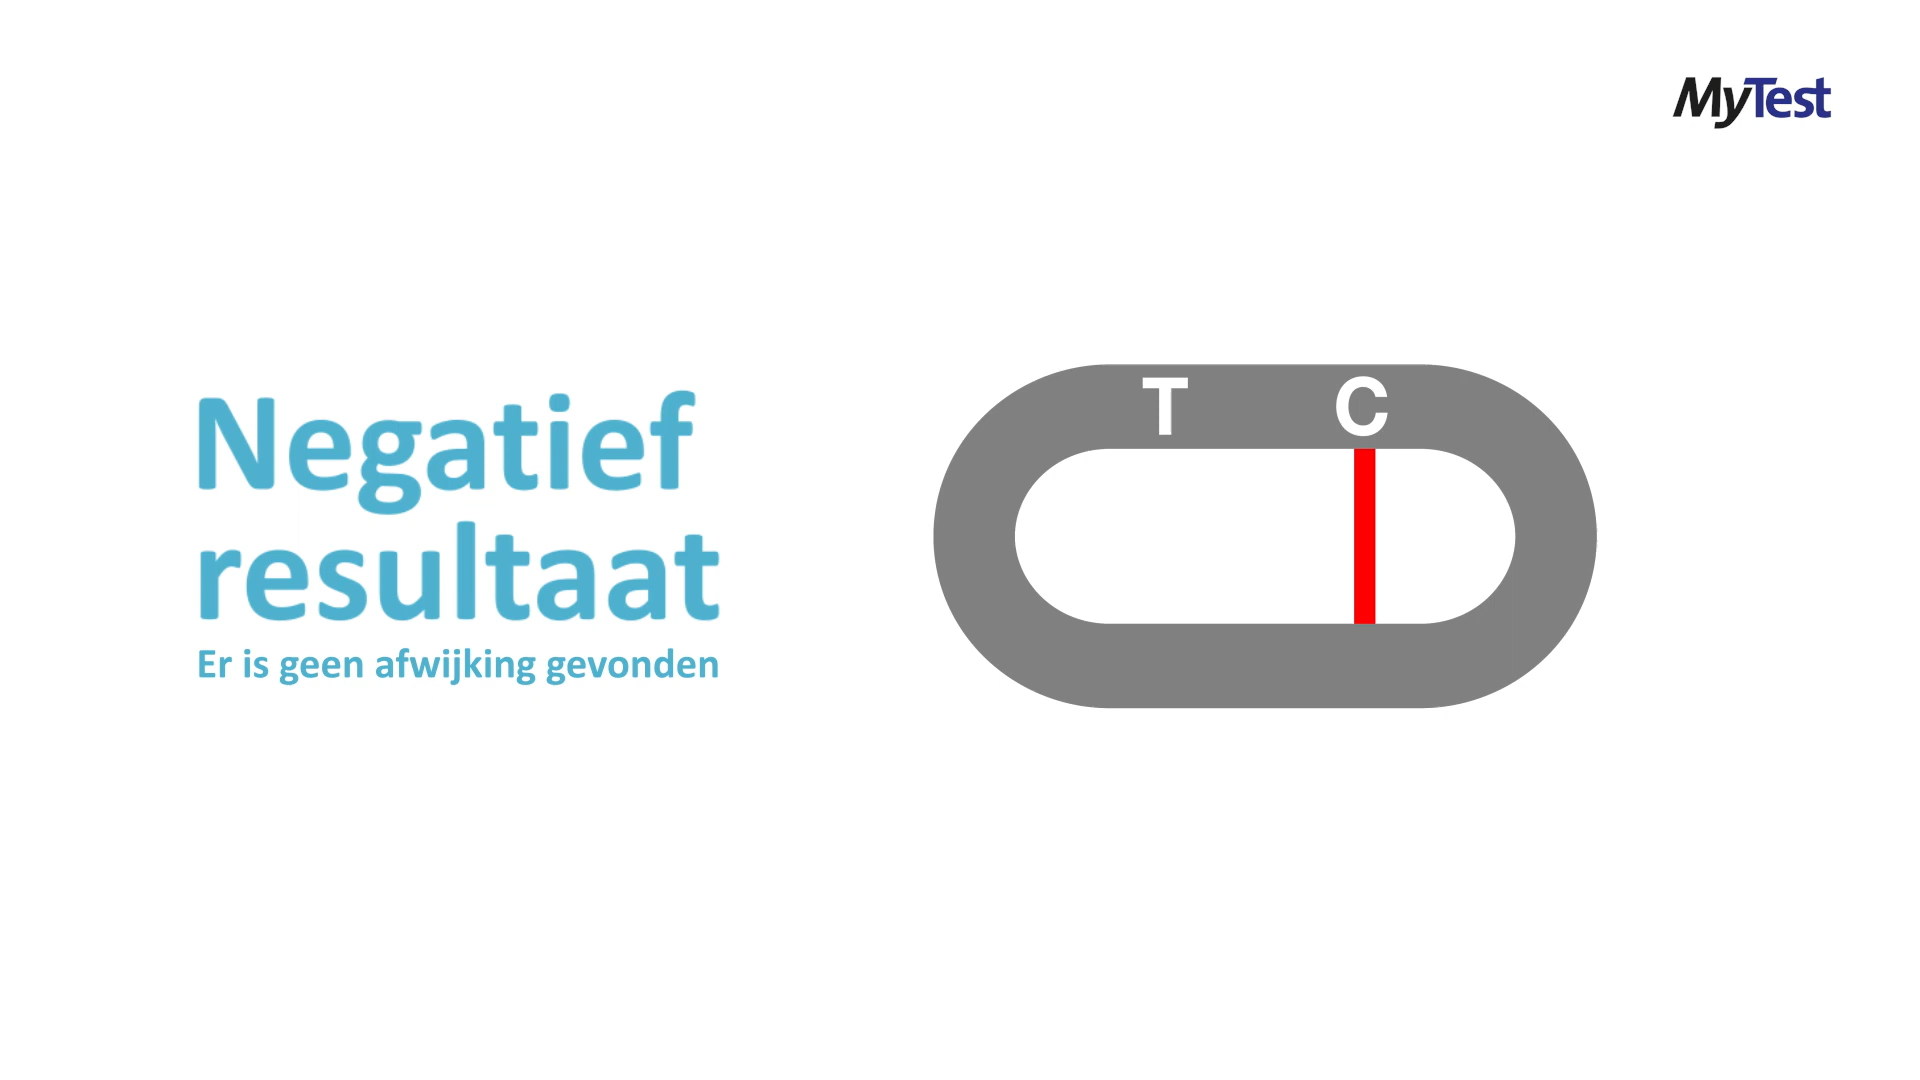 MyTest
Negatief
resultaat
Er is geen afwijking gevonden
T C